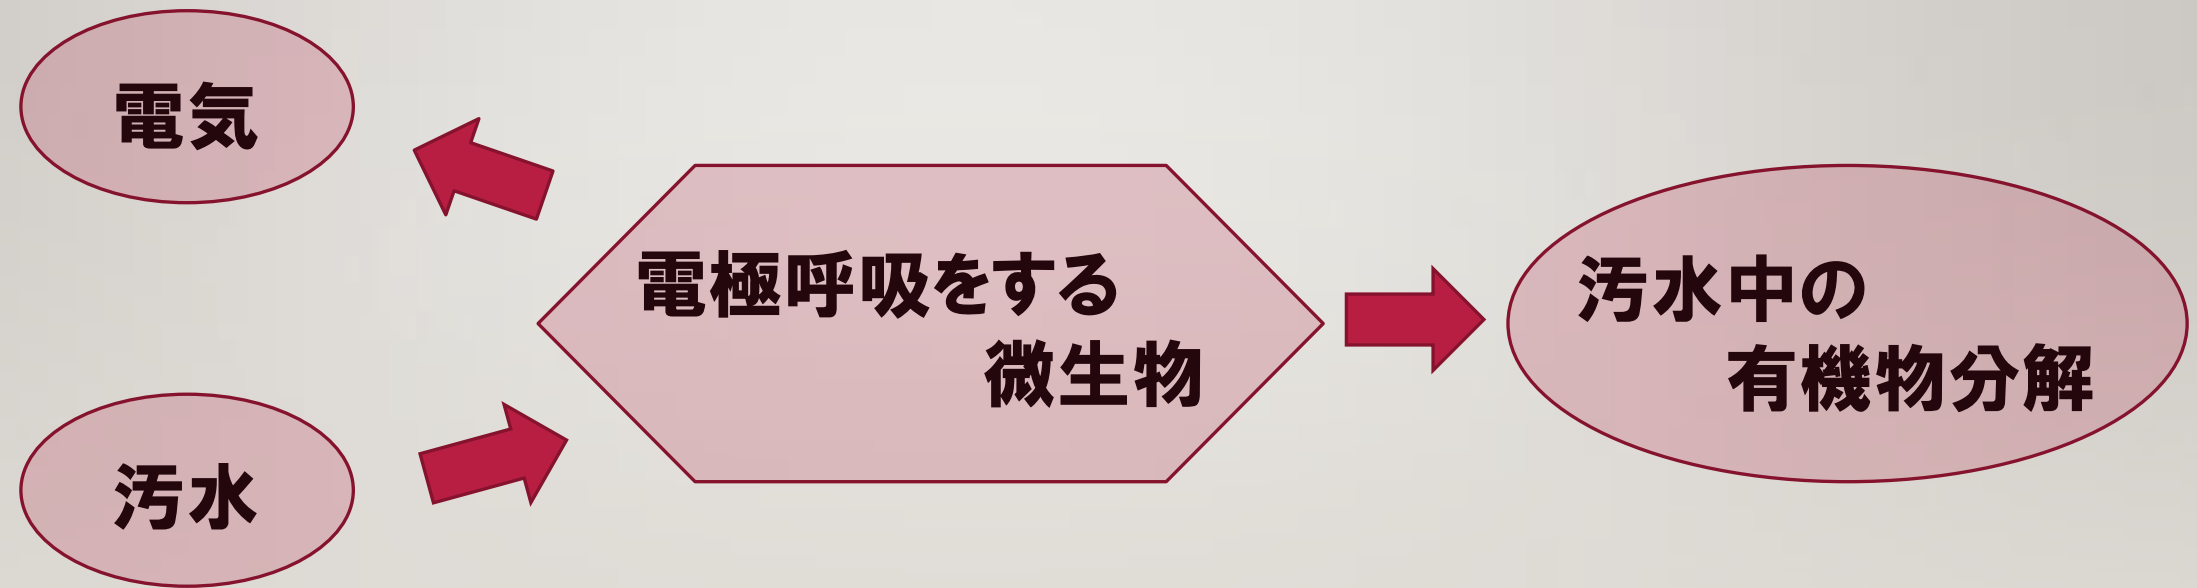 電気
汚水
電極呼吸をする
微生物
汚水中の
有機物分解